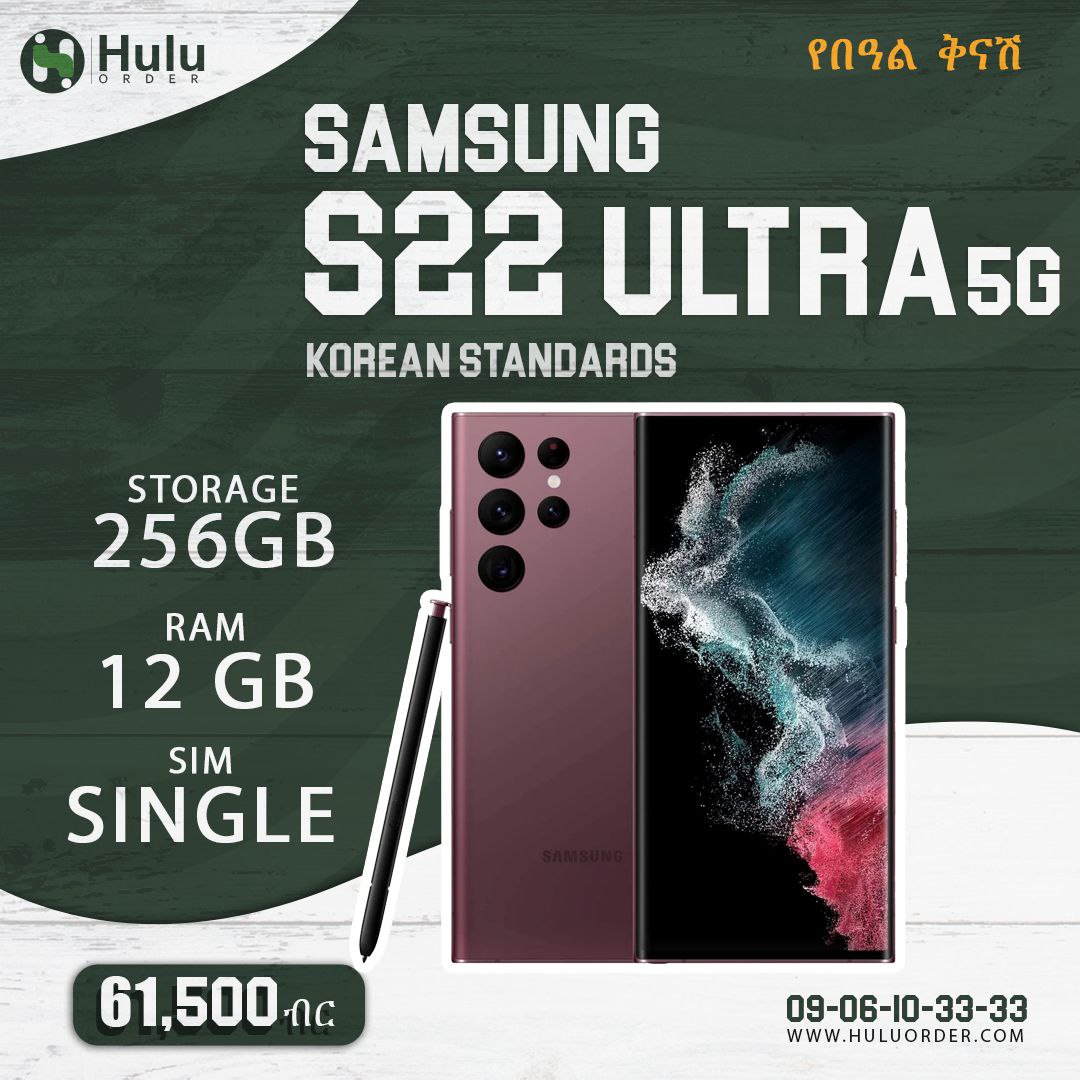 Hulu
ORDER
የበዓል ቅናሽ
SAMSUNG
S22 ULTRA 5G
KOREAN STANDARDS
STORAGE
256GB
RAM
12 GB
SIM
SINGLE
SAMSUNG
61,500 ብር
09-06-10-33-33
WWW.HULUORDER.COM